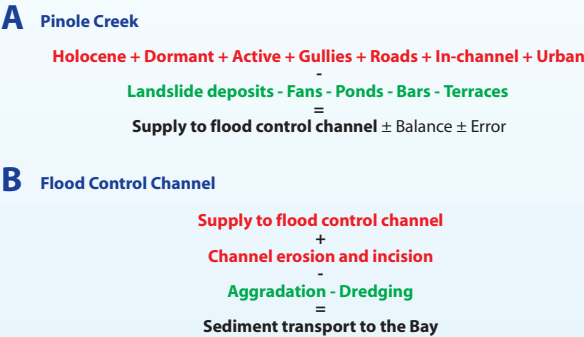 A Pinole Creek
Holocene + Dormant + Active + Gullies + Roads + In-channel + Urban
-
Landslide deposits - Fans - Ponds - Bars - Terraces
=
Supply to flood control channel ± Balance ± Error
B Flood Control Channel
Supply to flood control channel
+
Channel erosion and incision
-
Aggradation - Dredging
=
Sediment transport to the Bay